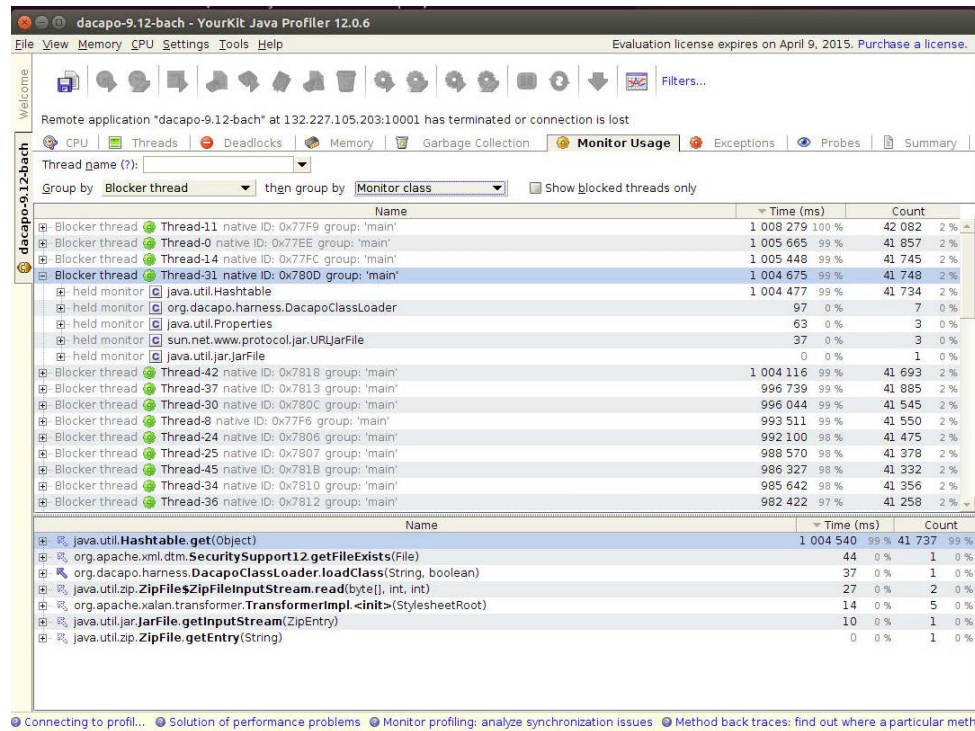 dacapo-9.12-bach - YourKit Java Profiler 12.0.6
File View Memory CPU Settings Tools Help
Evaluation license expires on April 9, 2015. Purchase a license.
Welcome
dacapo-9.12-bach
Filters...
Remote application "dacapo-9.12-bach" at 132.227.105.203:10001 has terminated or connection is lost
CPU Threads Deadlocks Memory Garbage Collection Monitor Usage Exceptions Probes Summary
Thread name (?):
Group by Blocker thread then group by Monitor class Show blocked threads only
Name Time (ms) Count
Blocker thread Thread-11 native ID: 0x77F9 group: 'main' 1 008 279 100 % 42 082 2 %
Blocker thread Thread-0 native ID: 0x77EE group: 'main' 1 005 665 99 % 41 857 2 %
Blocker thread Thread-14 native ID: 0x77FC group: 'main' 1 005 448 99 % 41 745 2 %
Blocker thread Thread-31 native ID: 0x780D group: 'main' 1 004 675 99 % 41 748 2 %
held monitor C java.util.Hashtable 1 004 477 99 % 41 734 2 %
held monitor C org.dacapo.harness.DacapoClassLoader 97 0 % 7 0 %
held monitor C java.util.Properties 63 0 % 3 0 %
held monitor C sun.net.www.protocol.jar.URLJarFile 37 0 % 3 0 %
held monitor C java.util.jar.JarFile 0 0 % 1 0 %
Blocker thread Thread-42 native ID: 0x7818 group: 'main' 1 004 116 99 % 41 693 2 %
Blocker thread Thread-37 native ID: 0x7813 group: 'main' 996 739 99 % 41 885 2 %
Blocker thread Thread-30 native ID: 0x780C group: 'main' 996 044 99 % 41 545 2 %
Blocker thread Thread-8 native ID: 0x77F6 group: 'main' 993 511 99 % 41 550 2 %
Blocker thread Thread-24 native ID: 0x7806 group: 'main' 992 100 98 % 41 475 2 %
Blocker thread Thread-25 native ID: 0x7807 group: 'main' 988 570 98 % 41 378 2 %
Blocker thread Thread-45 native ID: 0x781B group: 'main' 986 327 98 % 41 332 2 %
Blocker thread Thread-34 native ID: 0x7810 group: 'main' 985 642 98 % 41 356 2 %
Blocker thread Thread-36 native ID: 0x7812 group: 'main' 982 422 97 % 41 258 2 %
Name Time (ms) Count
java.util.Hashtable.get(Object) 1 004 540 99 % 41 737 99 %
org.apache.xml.dtm.SecuritySupport12.getFileExists(File) 44 0 % 1 0 %
org.dacapo.harness.DacapoClassLoader.loadClass(String, boolean) 37 0 % 1 0 %
java.util.zip.ZipFile$ZipFileInputStream.read(byte[], int, int) 27 0 % 2 0 %
org.apache.xalan.transformer.TransformerImpl.<init>(StylesheetRoot) 14 0 % 5 0 %
java.util.jar.JarFile.getInputStream(ZipEntry) 10 0 % 1 0 %
java.util.zip.ZipFile.getEntry(String) 0 0 % 1 0 %
Connecting to profil... Solution of performance problems Monitor profiling: analyze synchronization issues Method back traces: find out where a particular meth